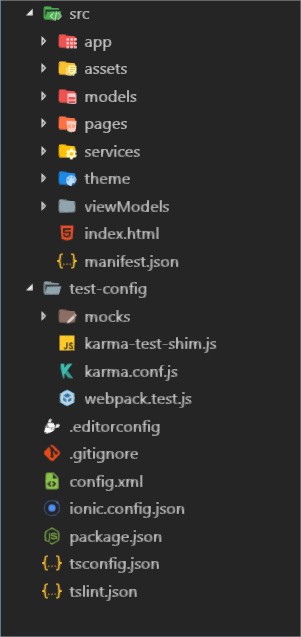 src
app
assets
models
pages
services
theme
viewModels
index.html
{..} manifest.json
test-config
mocks
JS karma-test-shim.js
karma.conf.js
webpack.test.js
.editorconfig
.gitignore
config.xml
ionic.config.json
package.json
{..} tsconfig.json
{..} tslint.json